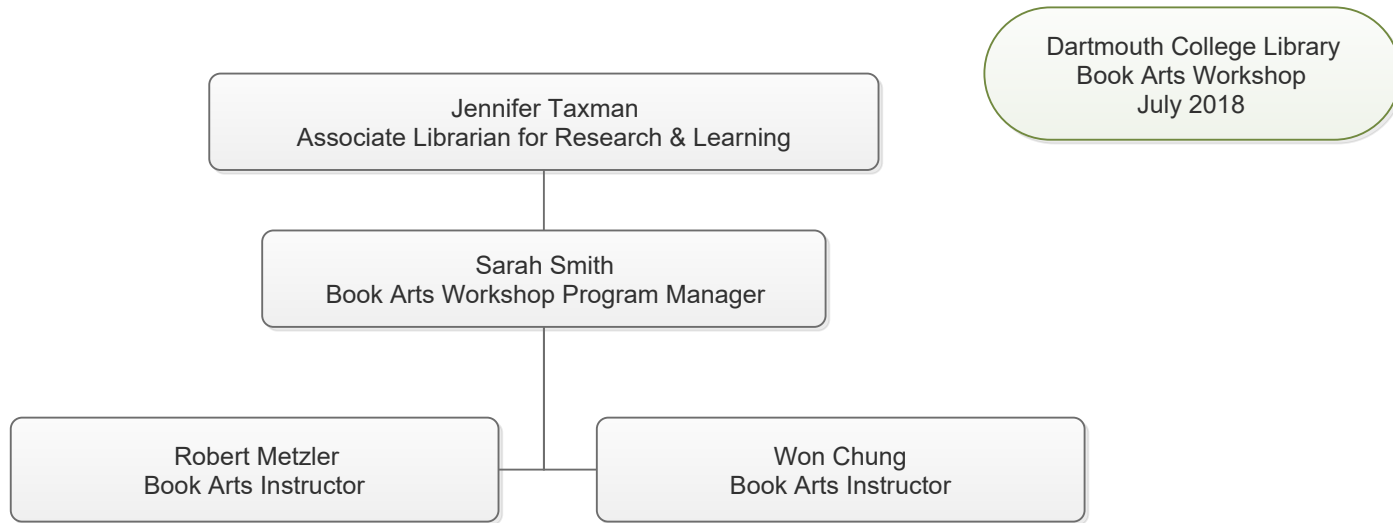 Dartmouth College Library
Book Arts Workshop
July 2018
Jennifer Taxman
Associate Librarian for Research & Learning
Sarah Smith
Book Arts Workshop Program Manager
Robert Metzler
Book Arts Instructor
Won Chung
Book Arts Instructor